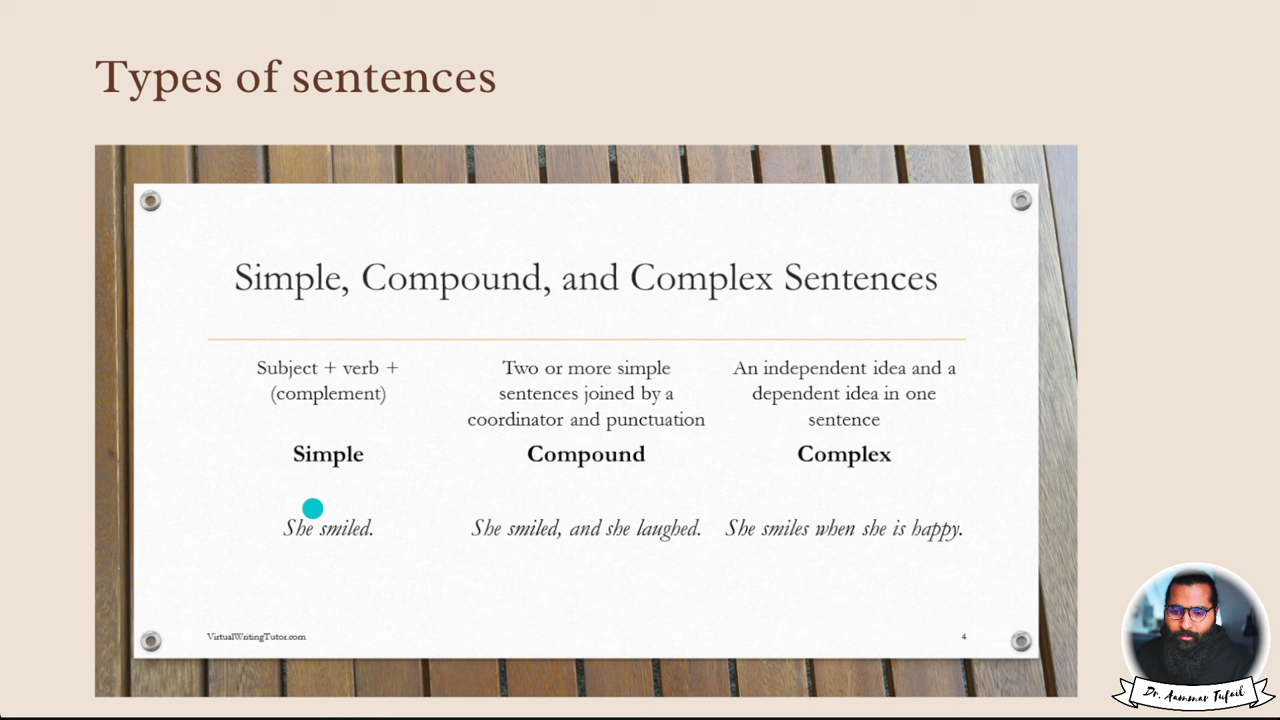 Types of sentences
Simple, Compound, and Complex Sentences
Subject + verb +
(complement)
Simple
She smiled.
Two or more simple
sentences joined by a
coordinator and punctuation
Compound
She smiled, and she laughed.
An independent idea and a
dependent idea in one
sentence
Complex
She smiles when she is happy.
VirtualWritingTutor.com
4
Dr. Aammar Tufail